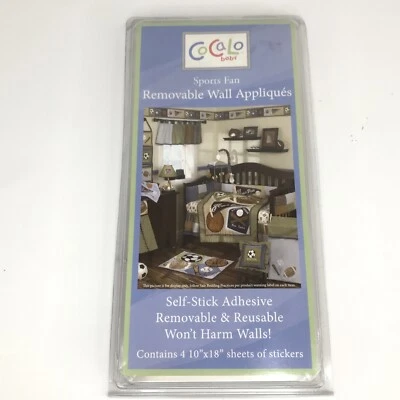 CoCaLo
baby
Sports Fan
Removable Wall Appliqués
Self-Stick Adhesive
Removable & Reusable
Won't Harm Walls!
Contains 4 10"x18" sheets of stickers